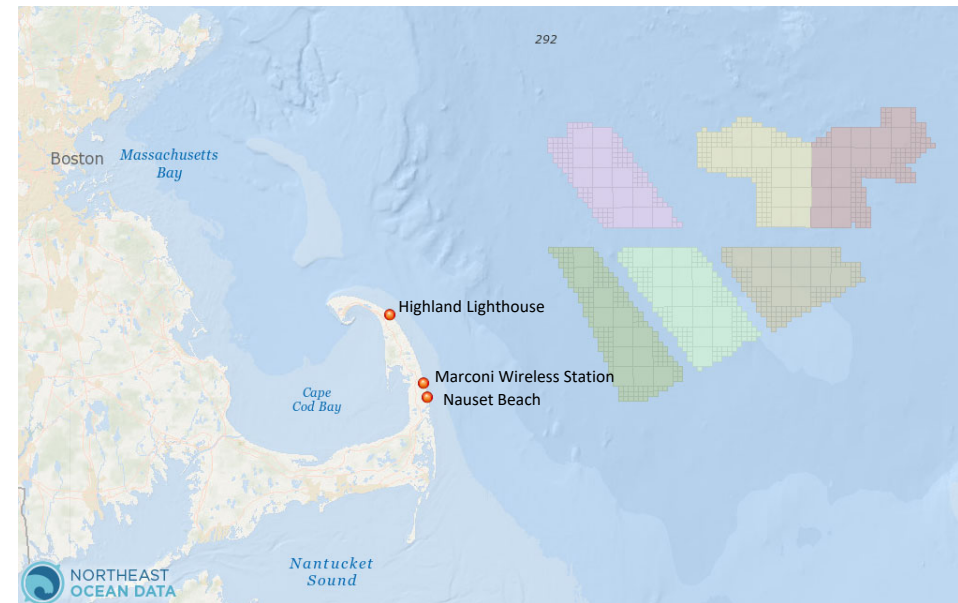 292
Boston
Massachusetts
Bay
Highland Lighthouse
Marconi Wireless Station
Nauset Beach
Cape
Cod Bay
Nantucket
Sound
NORTHEAST
OCEAN DATA